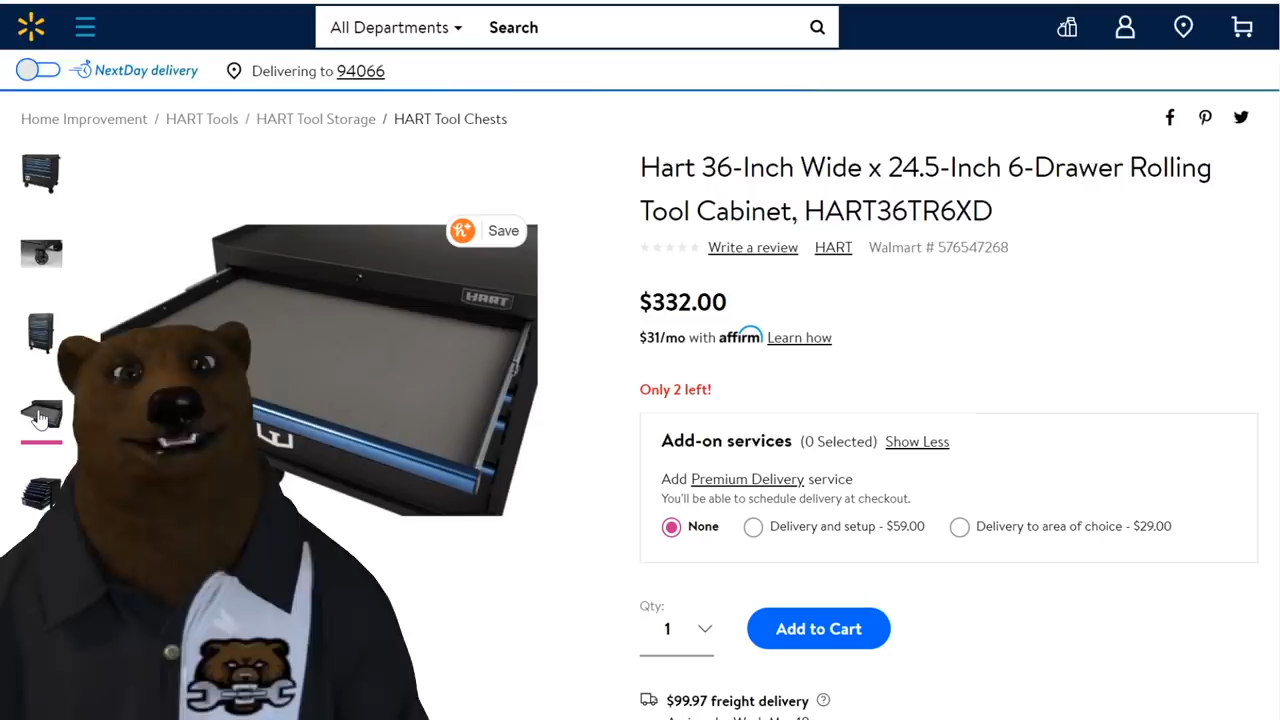 All Departments
Search
NextDay delivery
Delivering to 94066
Home Improvement / HART Tools / HART Tool Storage / HART Tool Chests
Hart 36-Inch Wide x 24.5-Inch 6-Drawer Rolling
Tool Cabinet, HART36TR6XD
Write a review HART Walmart # 576547268
Save
HART
$332.00
$31/mo with affirm Learn how
Only 2 left!
Add-on services (0 Selected) Show Less
Add Premium Delivery service
You'll be able to schedule delivery at checkout.
None Delivery and setup - $59.00 Delivery to area of choice - $29.00
Qty:
1
Add to Cart
$99.97 freight delivery